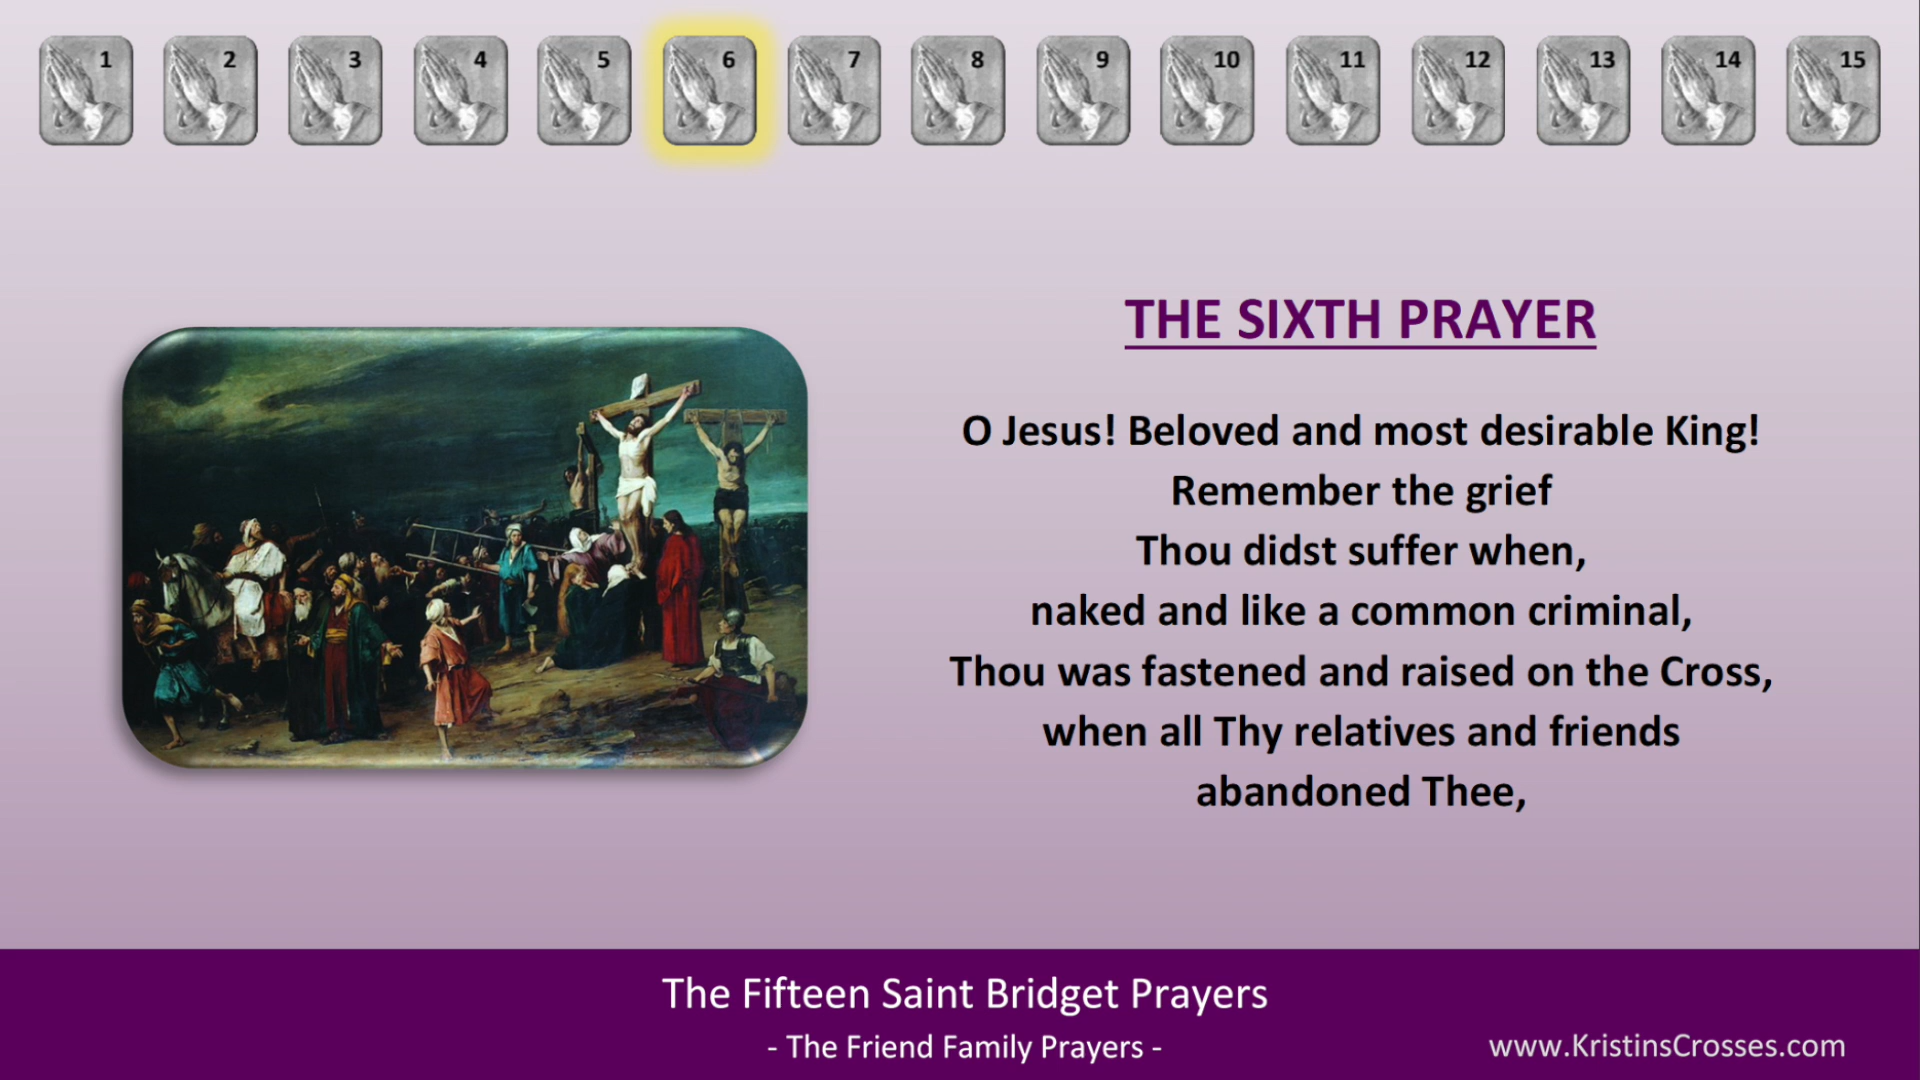 1 2 3 4 5 6 7 8 9 10 11 12 13 14 15
THE SIXTH PRAYER
O Jesus! Beloved and most desirable King!
Remember the grief
Thou didst suffer when,
naked and like a common criminal,
Thou was fastened and raised on the Cross,
when all Thy relatives and friends
abandoned Thee,
The Fifteen Saint Bridget Prayers
- The Friend Family Prayers -
www.KristinsCrosses.com